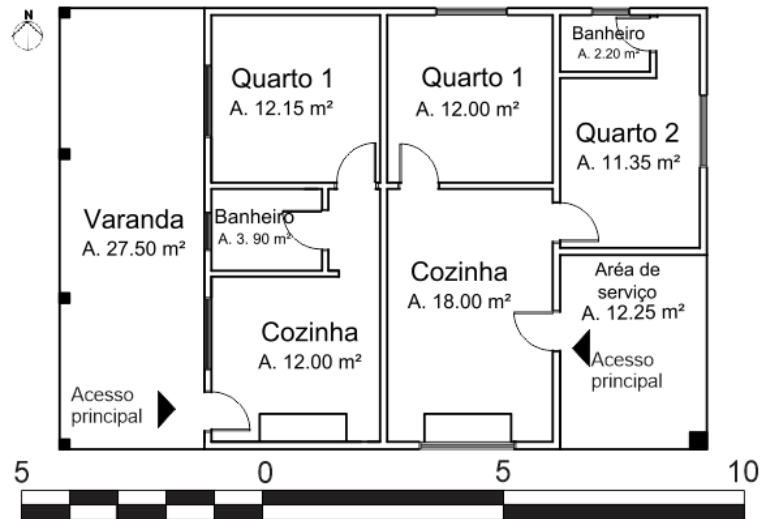 N
Quarto 1
A. 12.15 m²
Quarto 1
A. 12.00 m²
Banheiro
A. 2.20 m²
Quarto 2
A. 11.35 m²
Varanda
A. 27.50 m²
Banheiro
A. 3. 90 m²
Cozinha
A. 12.00 m²
Cozinha
A. 18.00 m²
Aréa de
serviço
A. 12.25 m²
Acesso
principal
Acesso
principal
5 0 5 10